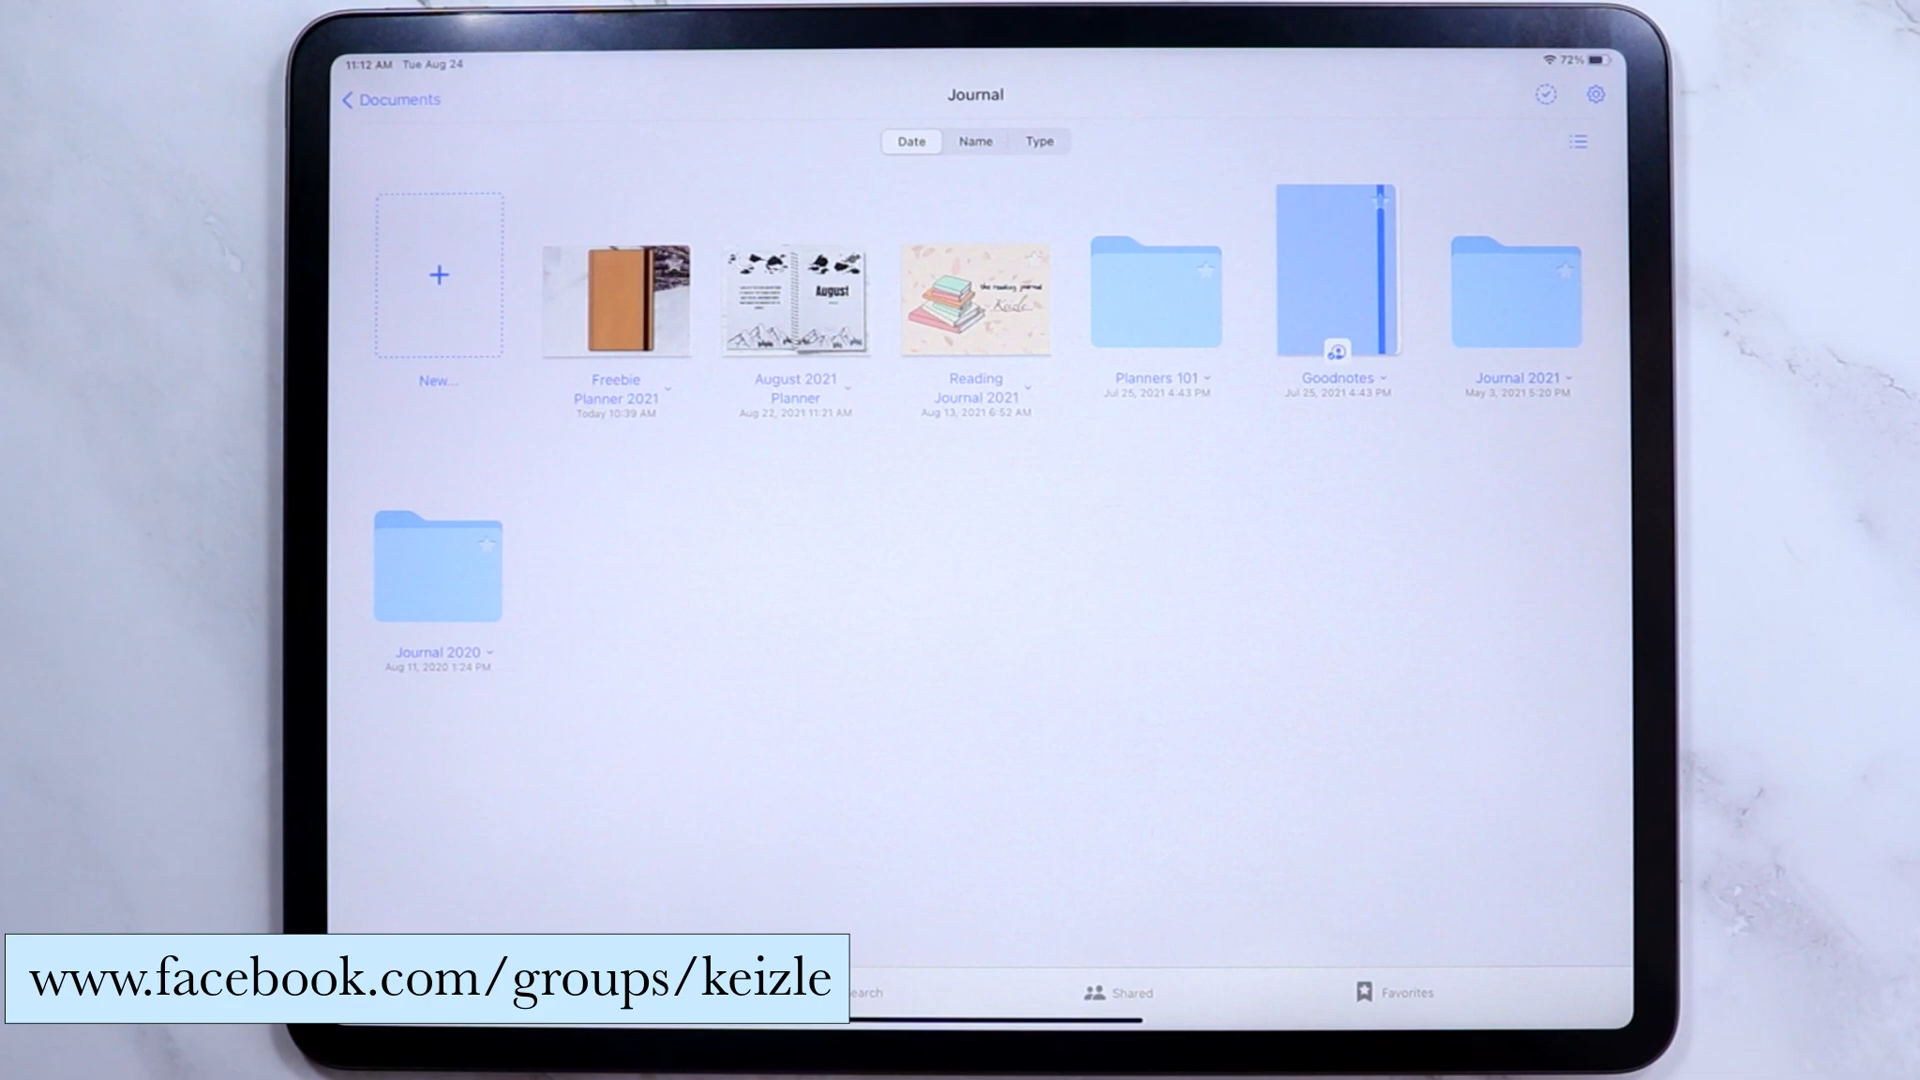 11:12 AM Tue Aug 24
72%
Documents
Journal
Date Name Type
New...
Freebie
Planner 2021
Today 10:39 AM
August
August 2021
Planner
Aug 22, 2021 11:21 AM
the reading journal
Keizle
Reading
Journal 2021
Aug 13, 2021 6:52 AM
Planners 101
Jul 25, 2021 4:43 PM
Goodnotes
Jul 25, 2021 4:43 PM
Journal 2021
May 3, 2021 5:20 PM
Journal 2020
Aug 11, 2020 1:24 PM
www.facebook.com/groups/keizle
earch
Shared
Favorites